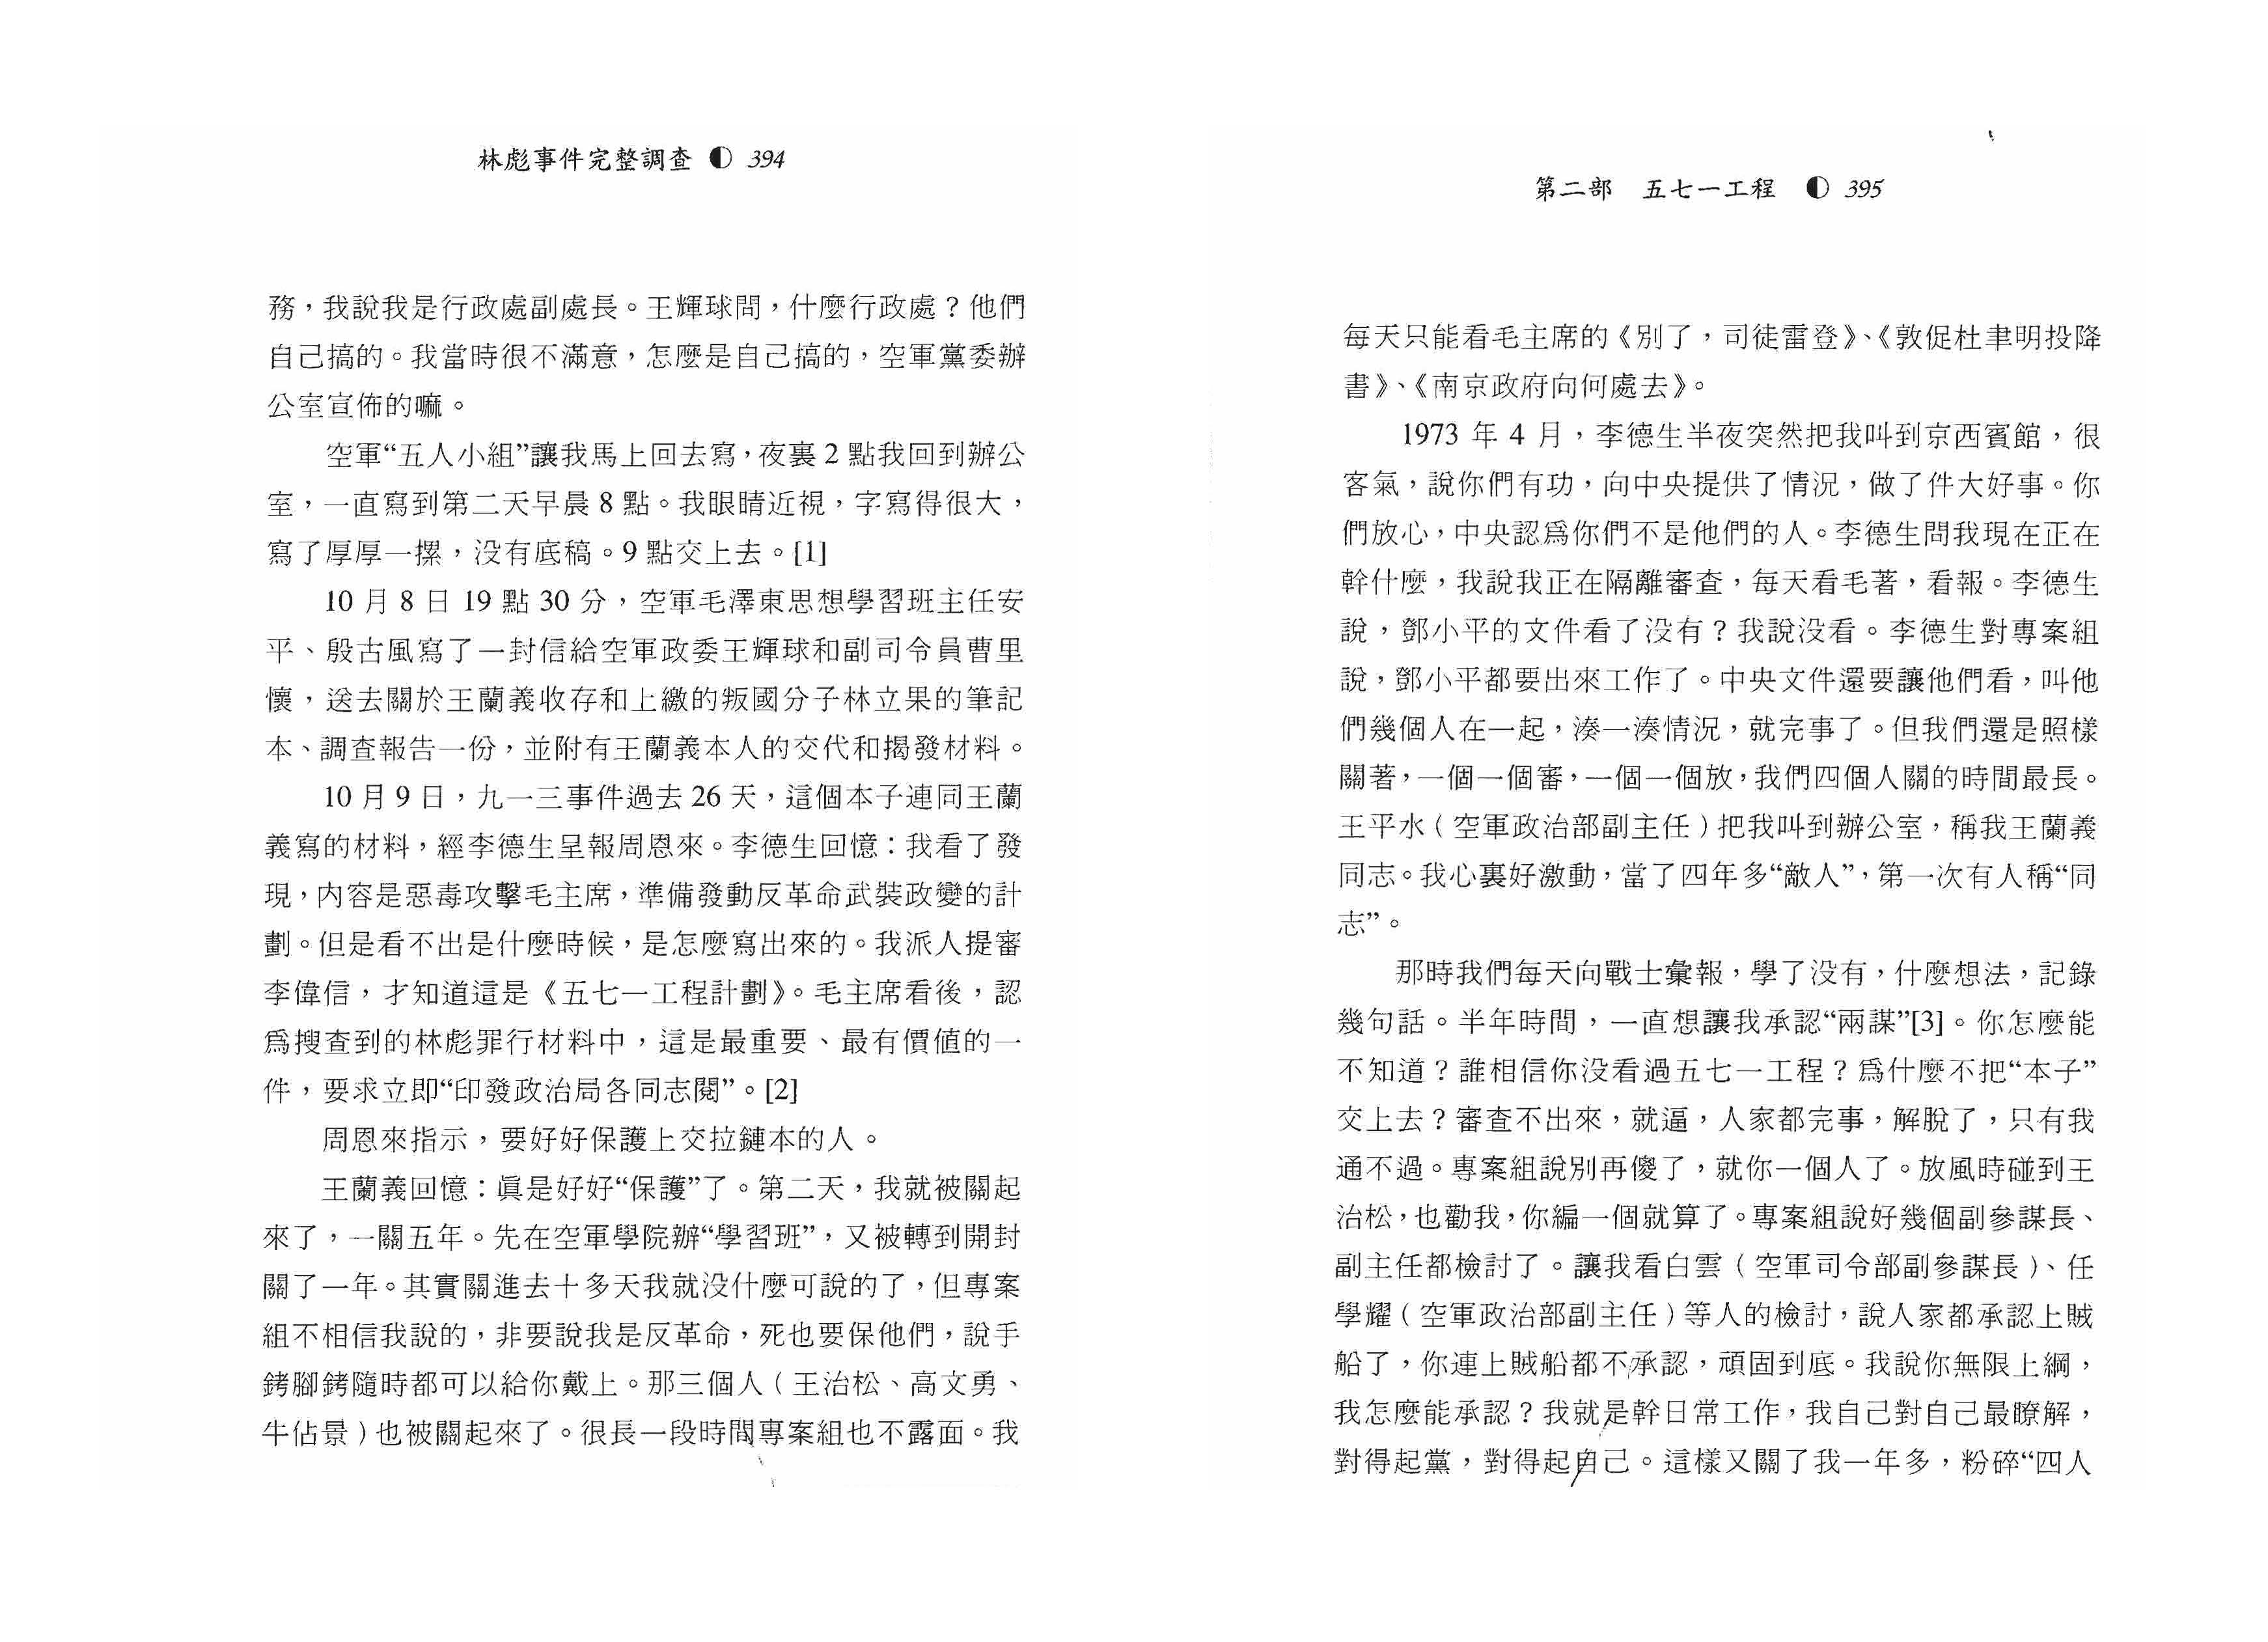 林彪事件完整調查 ◐ 394
務，我說我是行政處副處長。王輝球問，什麼行政處？他們
自己搞的。我當時很不滿意，怎麼是自己搞的，空軍黨委辦
公室宣佈的嘛。
空軍“五人小組”讓我馬上回去寫，夜裏 2 點我回到辦公
室，一直寫到第二天早晨 8 點。我眼睛近視，字寫得很大，
寫了厚厚一摞，没有底稿。9 點交上去。[1]
10 月 8 日 19 點 30 分，空軍毛澤東思想學習班主任安
平、殷古風寫了一封信給空軍政委王輝球和副司令員曹里
懷，送去關於王蘭義收存和上繳的叛國分子林立果的筆記
本、調查報告一份，並附有王蘭義本人的交代和揭發材料。
10 月 9 日，九一三事件過去 26 天，這個本子連同王蘭
義寫的材料，經李德生呈報周恩來。李德生回憶：我看了發
現，内容是惡毒攻擊毛主席，準備發動反革命武裝政變的計
劃。但是看不出是什麼時候，是怎麼寫出來的。我派人提審
李偉信，才知道這是《五七一工程計劃》。毛主席看後，認
爲搜查到的林彪罪行材料中，這是最重要、最有價値的一
件，要求立即“印發政治局各同志閱”。[2]
周恩來指示，要好好保護上交拉鏈本的人。
王蘭義回憶：眞是好好“保護”了。第二天，我就被關起
來了，一關五年。先在空軍學院辦“學習班”，又被轉到開封
關了一年。其實關進去十多天我就没什麼可說的了，但專案
組不相信我說的，非要說我是反革命，死也要保他們，說手
銬腳銬隨時都可以給你戴上。那三個人（王治松、高文勇、
牛佔景）也被關起來了。很長一段時間專案組也不露面。我
第二部　五七一工程 ◐ 395
每天只能看毛主席的《別了，司徒雷登》、《敦促杜聿明投降
書》、《南京政府向何處去》。
1973 年 4 月，李德生半夜突然把我叫到京西賓館，很
客氣，說你們有功，向中央提供了情況，做了件大好事。你
們放心，中央認爲你們不是他們的人。李德生問我現在正在
幹什麼，我說我正在隔離審查，每天看毛著，看報。李德生
說，鄧小平的文件看了没有？我說没看。李德生對專案組
說，鄧小平都要出來工作了。中央文件還要讓他們看，叫他
們幾個人在一起，湊一湊情況，就完事了。但我們還是照樣
關著，一個一個審，一個一個放，我們四個人關的時間最長。
王平水（空軍政治部副主任）把我叫到辦公室，稱我王蘭義
同志。我心裏好激動，當了四年多“敵人”，第一次有人稱“同
志”。
那時我們每天向戰士彙報，學了没有，什麼想法，記錄
幾句話。半年時間，一直想讓我承認“兩謀”[3]。你怎麼能
不知道？誰相信你没看過五七一工程？爲什麼不把“本子”
交上去？審查不出來，就逼，人家都完事，解脫了，只有我
通不過。專案組說別再傻了，就你一個人了。放風時碰到王
治松，也勸我，你編一個就算了。專案組說好幾個副參謀長、
副主任都檢討了。讓我看白雲（空軍司令部副參謀長）、任
學耀（空軍政治部副主任）等人的檢討，說人家都承認上賊
船了，你連上賊船都不承認，頑固到底。我說你無限上綱，
我怎麼能承認？我就是幹日常工作，我自己對自己最瞭解，
對得起黨，對得起自己。這樣又關了我一年多，粉碎“四人